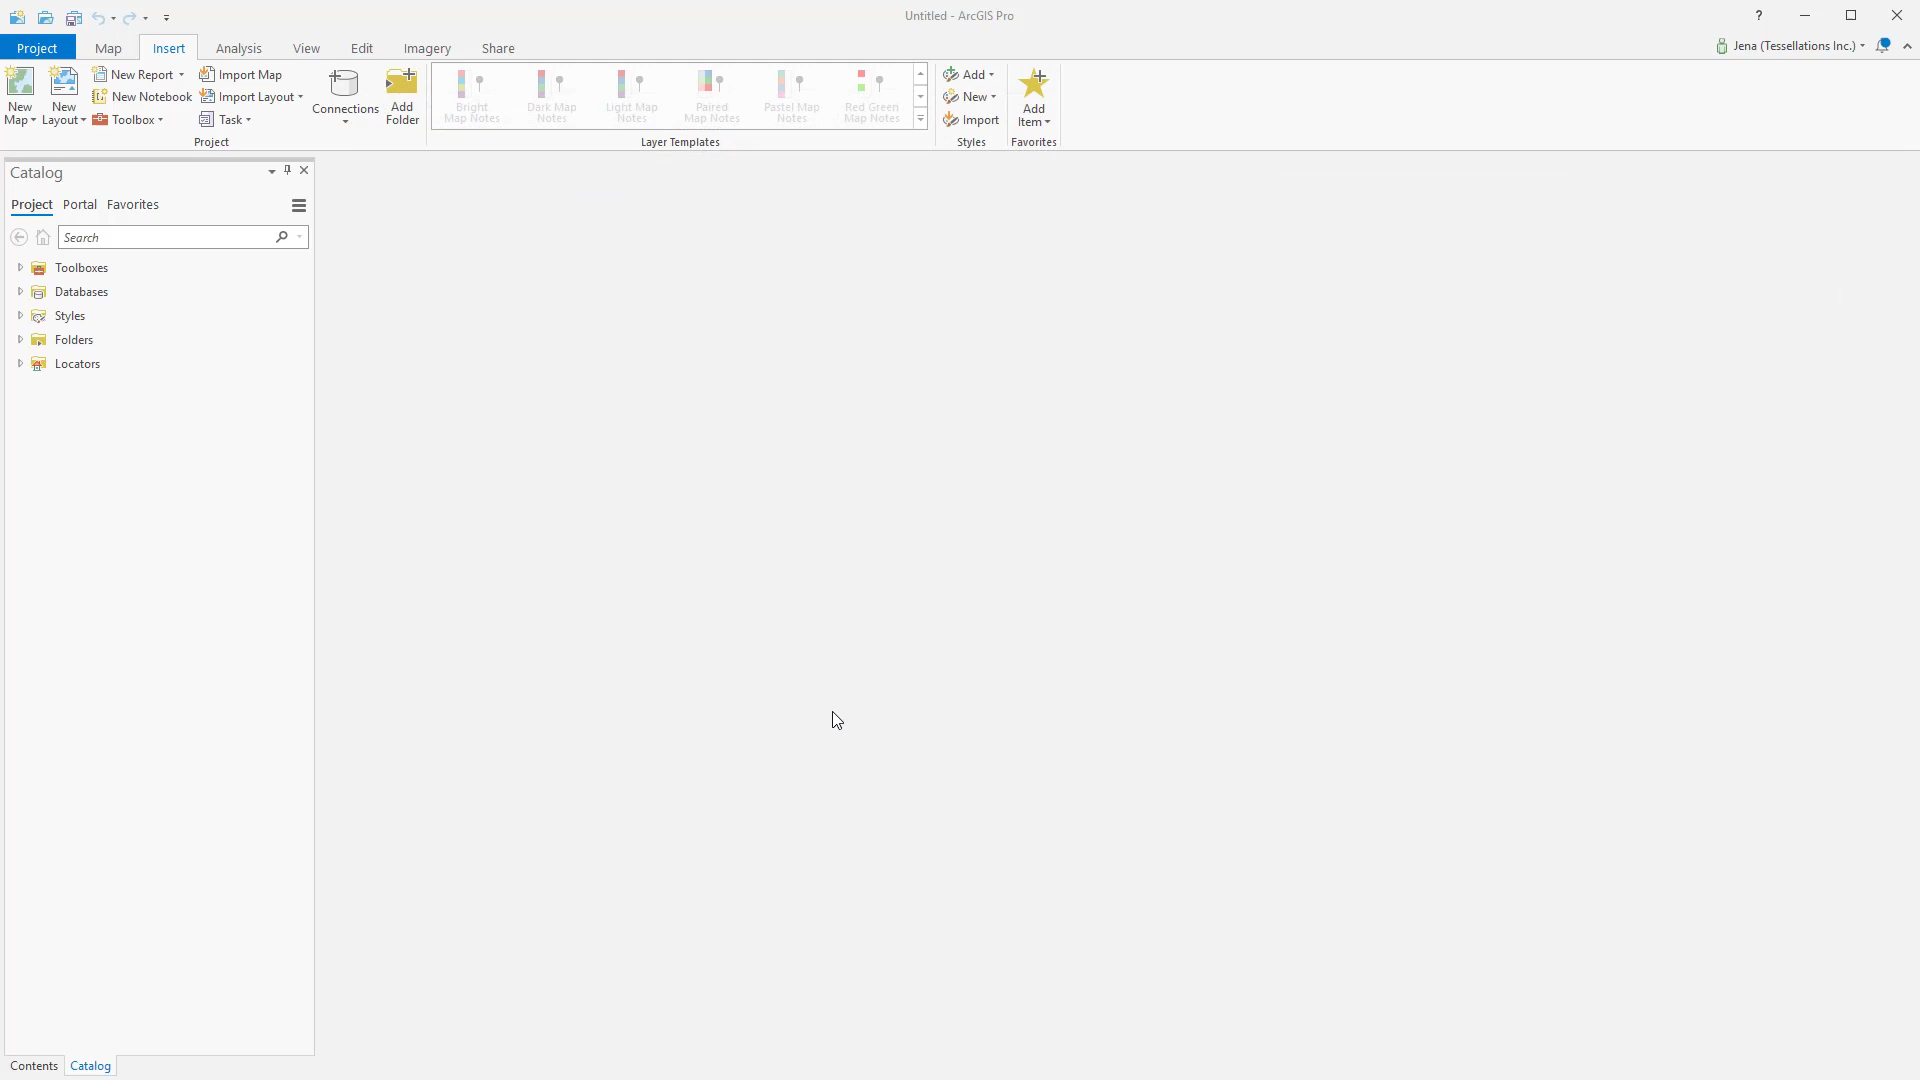 Untitled - ArcGIS Pro
?
Project Map Insert Analysis View Edit Imagery Share
Jena (Tessellations Inc.)
New Map
New Layout
New Report
New Notebook
Toolbox
Import Map
Import Layout
Task
Connections
Add Folder
Project
Bright Map Notes
Dark Map Notes
Light Map Notes
Paired Map Notes
Pastel Map Notes
Red Green Map Notes
Layer Templates
Add
New
Import
Styles
Add Item
Favorites
Catalog
Project Portal Favorites
Search
Toolboxes
Databases
Styles
Folders
Locators
Contents Catalog